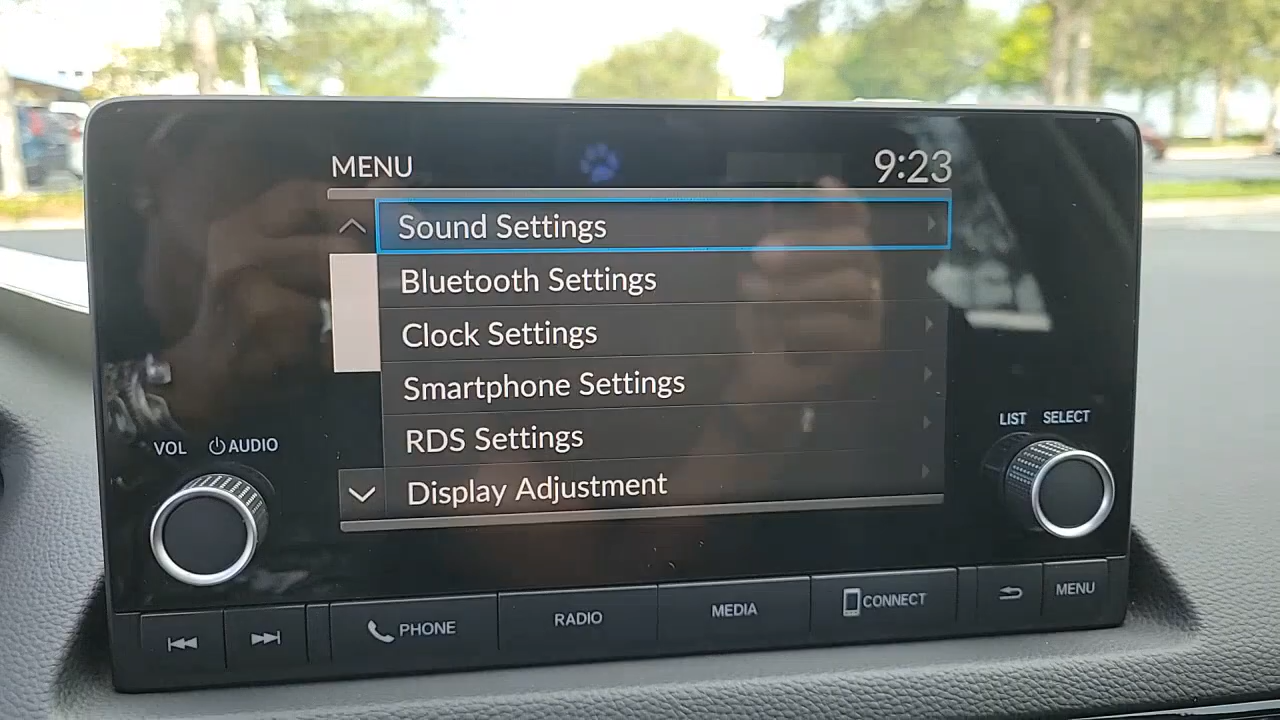 MENU
9:23
Sound Settings
Bluetooth Settings
Clock Settings
Smartphone Settings
RDS Settings
Display Adjustment
VOL
AUDIO
LIST
SELECT
PHONE
RADIO
MEDIA
CONNECT
MENU